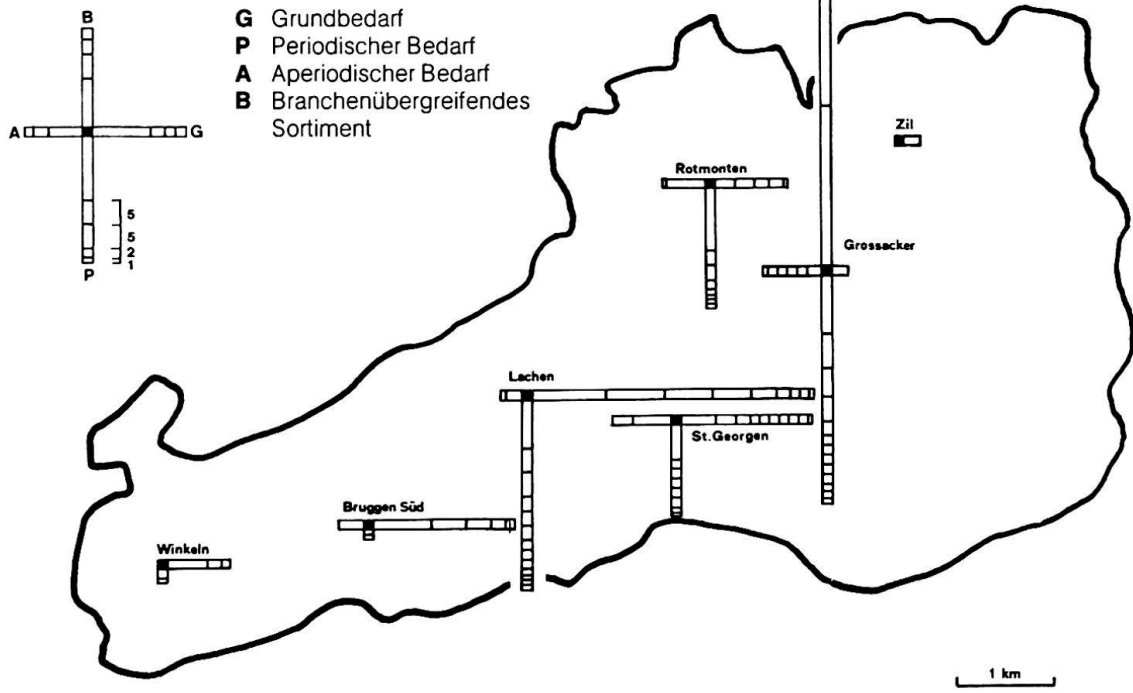 B
A
G
5
5
2
1
P
G Grundbedarf
P Periodischer Bedarf
A Aperiodischer Bedarf
B Branchenübergreifendes
Sortiment
Zil
Rotmonten
Grossacker
Lachen
St.Georgen
Bruggen Süd
Winkeln
1 km